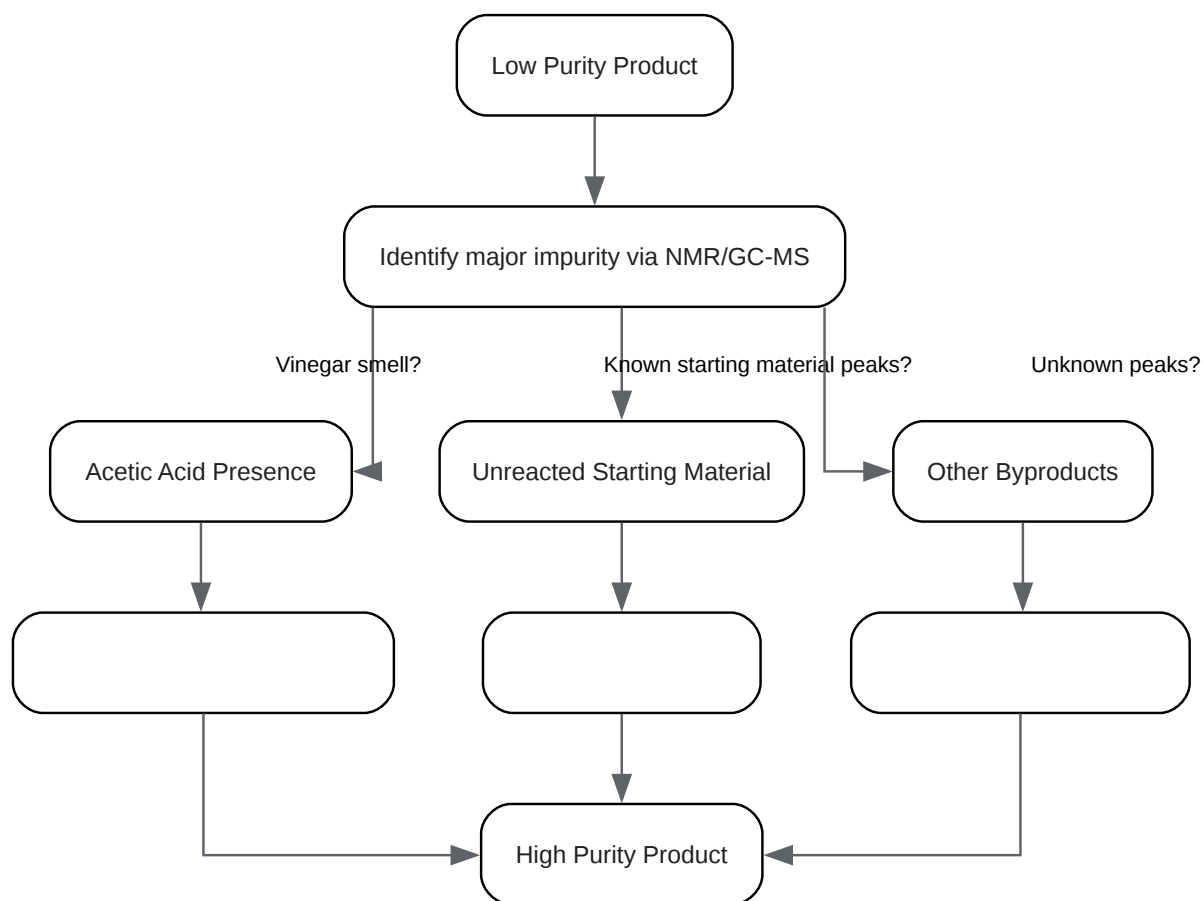 Low Purity Product
Identify major impurity via NMR/GC-MS
Vinegar smell?
Known starting material peaks?
Unknown peaks?
Acetic Acid Presence
Unreacted Starting Material
Other Byproducts
High Purity Product